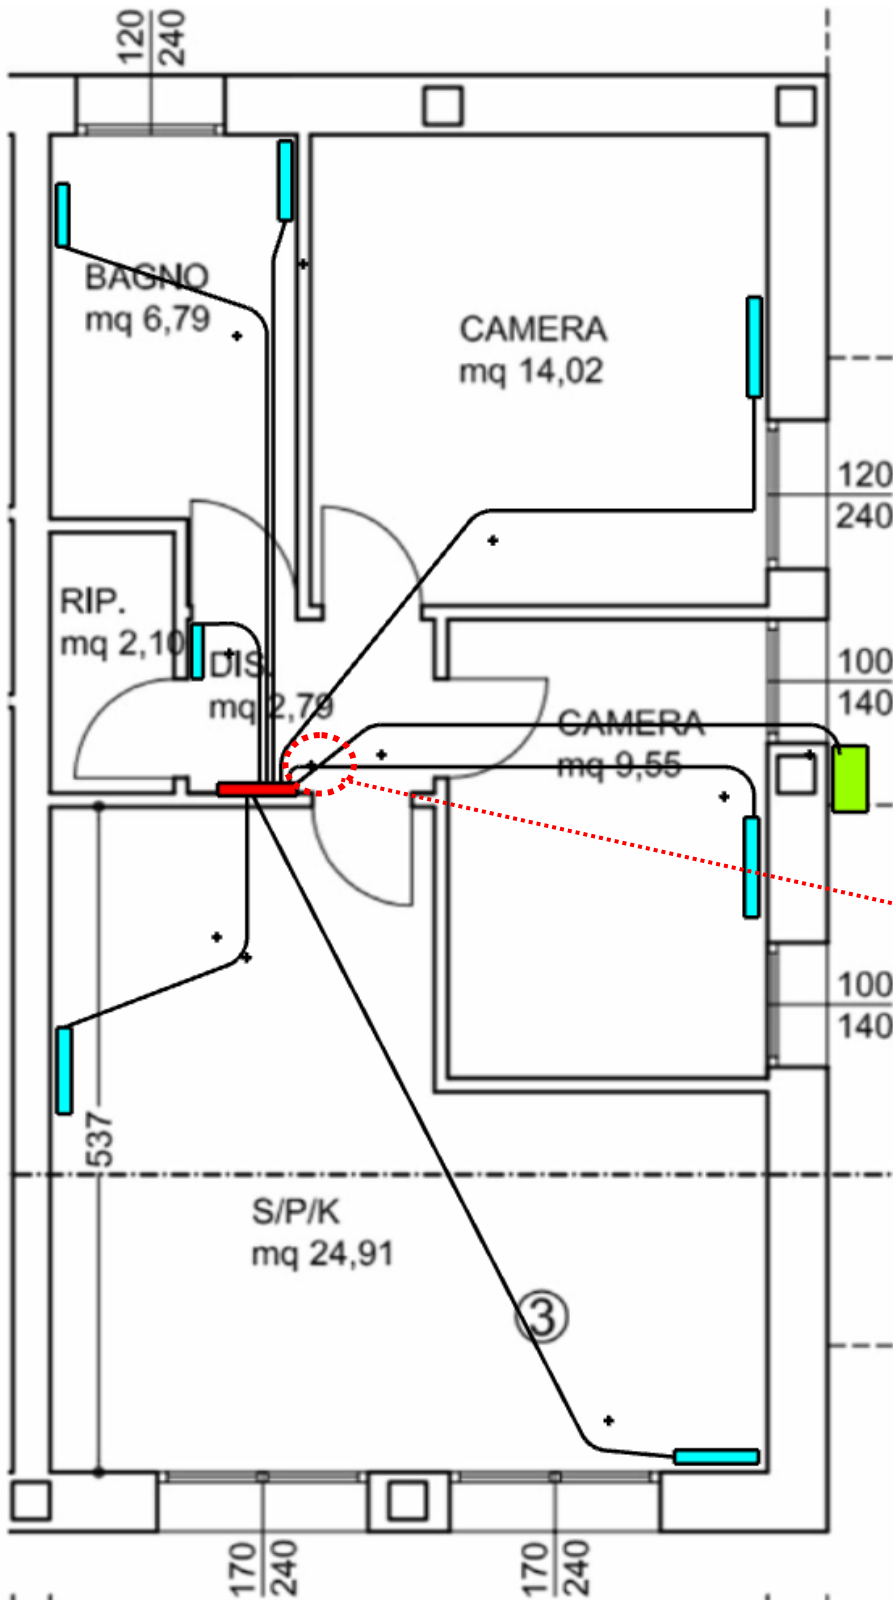 120
240
BAGNO
mq 6,79
CAMERA
mq 14,02
120
240
RIP.
mq 2,10
DIS.
mq 2,79
100
140
CAMERA
mq 9,55
100
140
537
S/P/K
mq 24,91
3
170
240
170
240